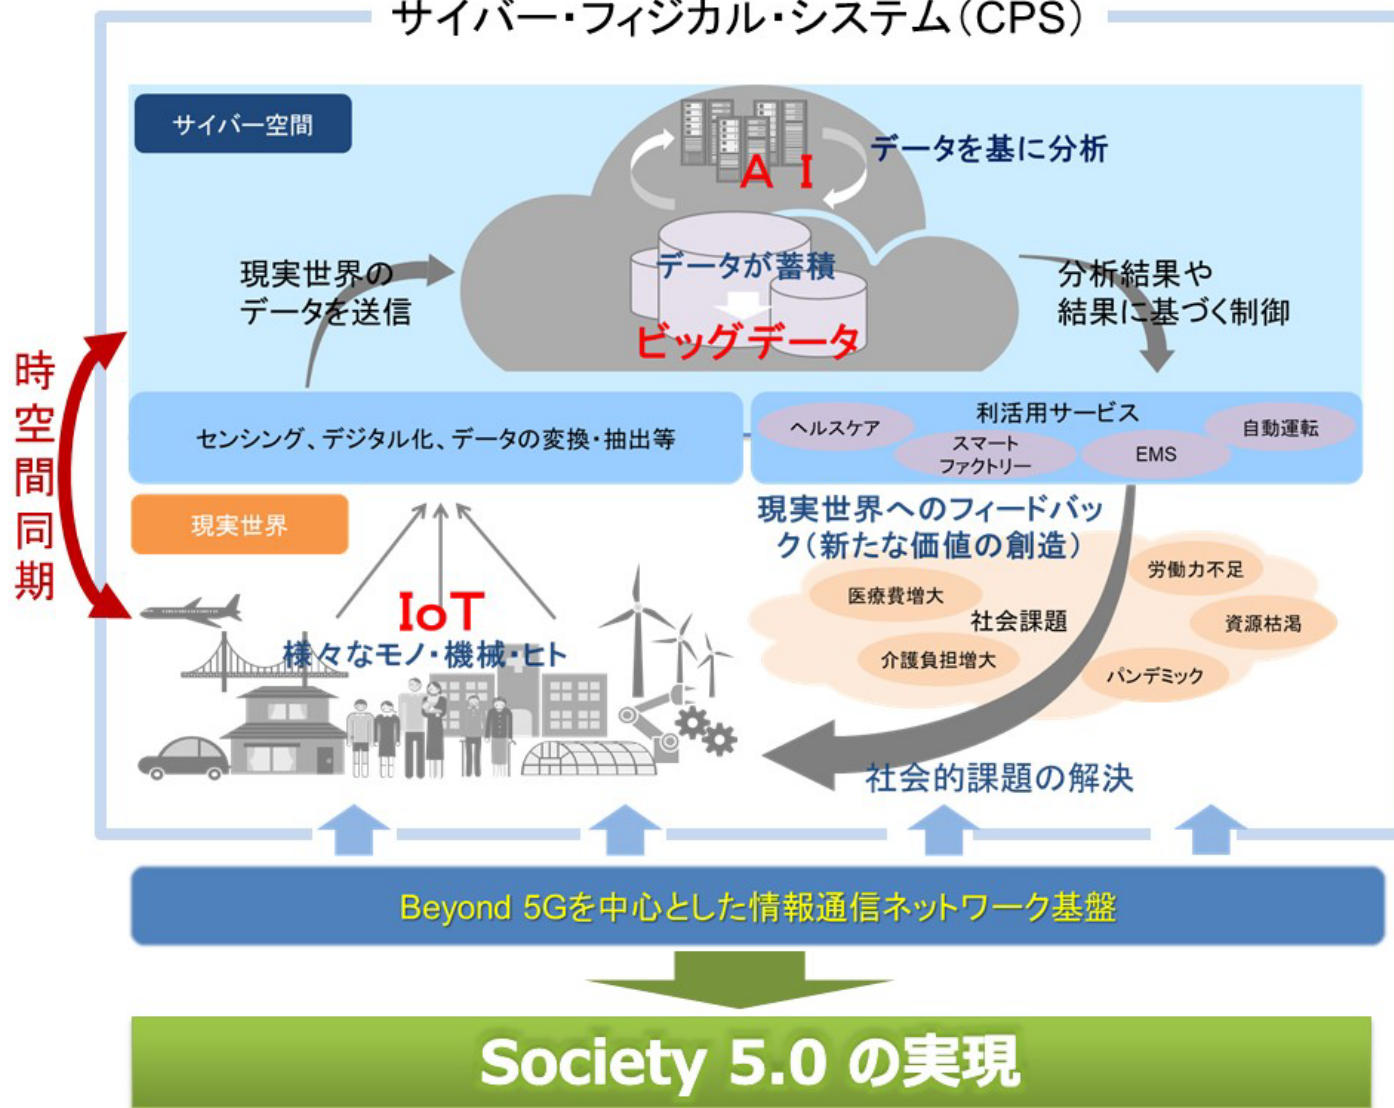 サイバー・フィジカル・システム（CPS）
サイバー空間
AI
データを基に分析
現実世界の
データを送信
データが蓄積
ビッグデータ
分析結果や
結果に基づく制御
時空間同期
センシング、デジタル化、データの変換・抽出等
利活用サービス
ヘルスケア
スマート
ファクトリー
EMS
自動運転
現実世界
現実世界へのフィードバッ
ク（新たな価値の創造）
IoT
様々なモノ・機械・ヒト
医療費増大
社会課題
介護負担増大
労働力不足
資源枯渇
パンデミック
社会的課題の解決
Beyond 5Gを中心とした情報通信ネットワーク基盤
Society 5.0 の実現